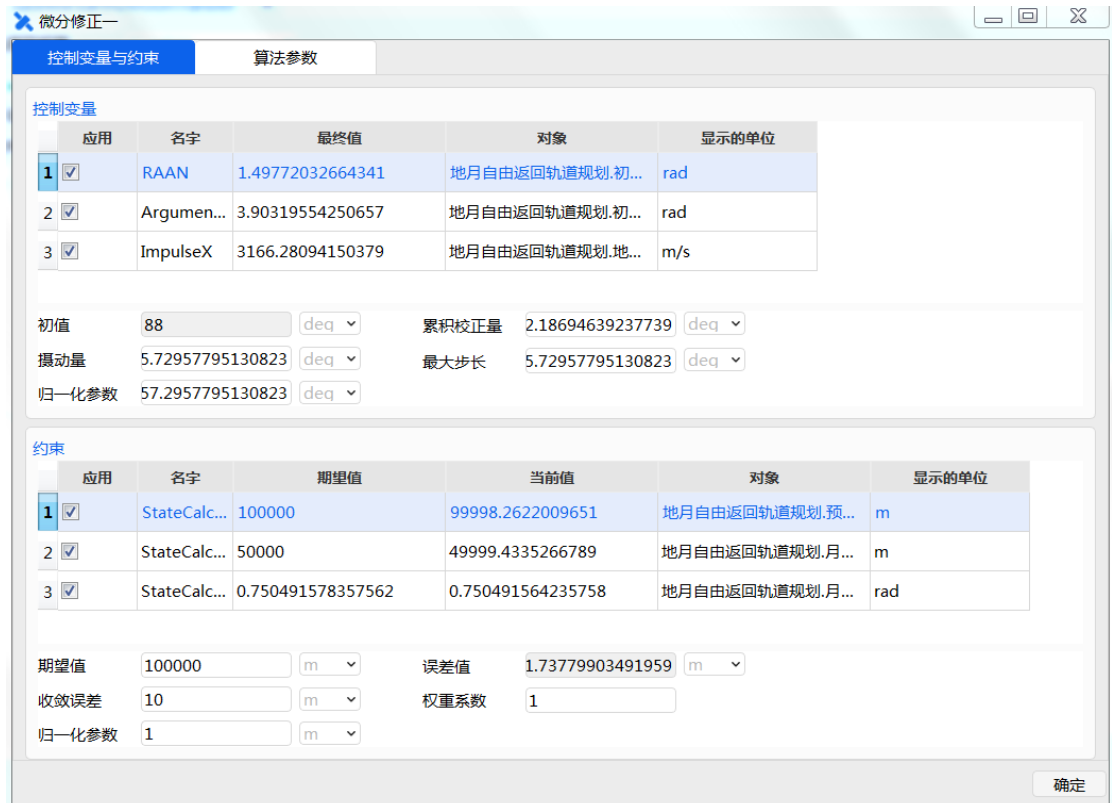 微分修正一
控制变量与约束 算法参数
控制变量
应用 名字 最终值 对象 显示的单位
1 RAAN 1.49772032664341 地月自由返回轨道规划.初... rad
2 Argumen... 3.90319554250657 地月自由返回轨道规划.初... rad
3 ImpulseX 3166.28094150379 地月自由返回轨道规划.地... m/s
初值 88 deg 累积校正量 2.18694639237739 deg
摄动量 5.72957795130823 deg 最大步长 5.72957795130823 deg
归一化参数 57.2957795130823 deg
约束
应用 名字 期望值 当前值 对象 显示的单位
1 StateCalc... 100000 99998.2622009651 地月自由返回轨道规划.预... m
2 StateCalc... 50000 49999.4335266789 地月自由返回轨道规划.月... m
3 StateCalc... 0.750491578357562 0.750491564235758 地月自由返回轨道规划.月... rad
期望值 100000 m 误差值 1.73779903491959 m
收敛误差 10 m 权重系数 1
归一化参数 1 m
确定